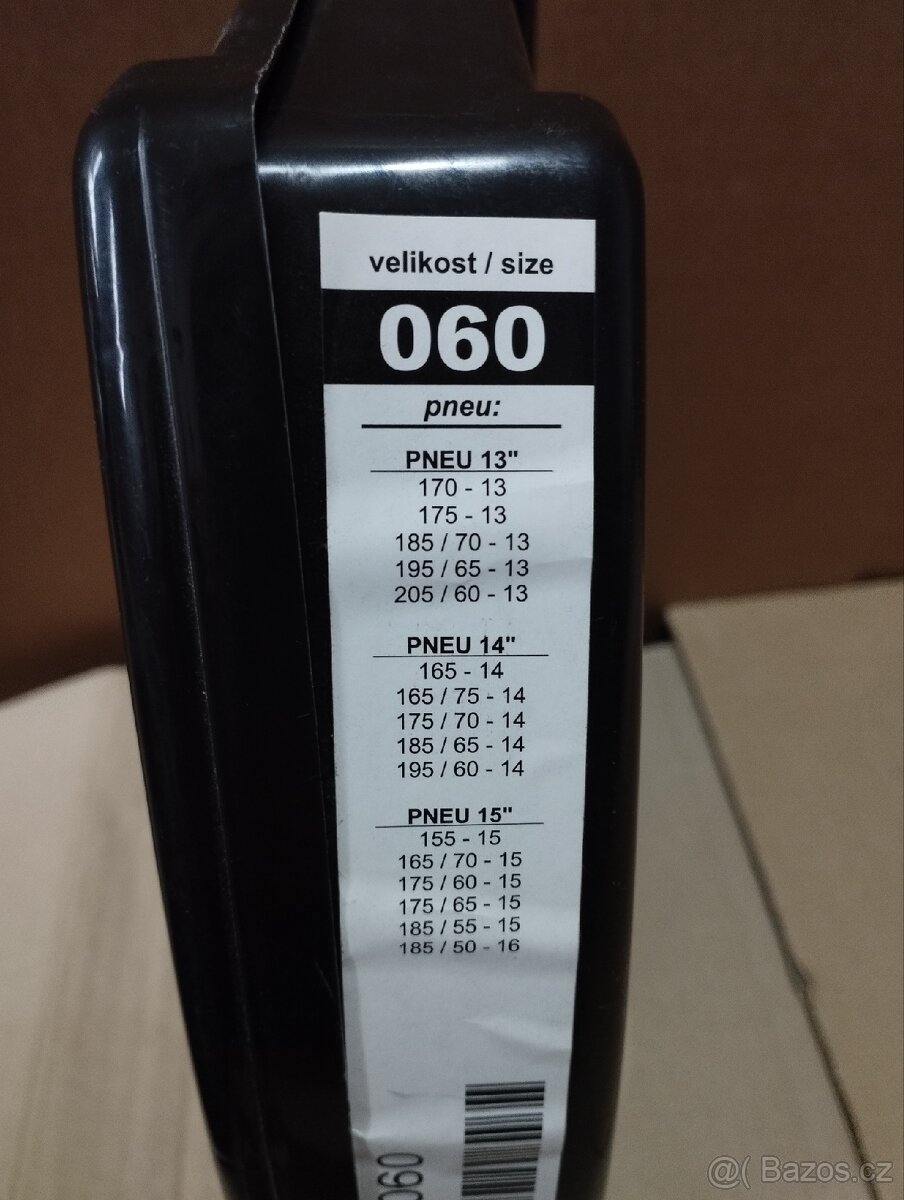 velikost / size
060
pneu:
PNEU 13"
170 - 13
175 - 13
185 / 70 - 13
195 / 65 - 13
205 / 60 - 13
PNEU 14"
165 - 14
165 / 75 - 14
175 / 70 - 14
185 / 65 - 14
195 / 60 - 14
PNEU 15"
155 - 15
165 / 70 - 15
175 / 60 - 15
175 / 65 - 15
185 / 55 - 15
185 / 50 - 16
060
@( Bazos.cz